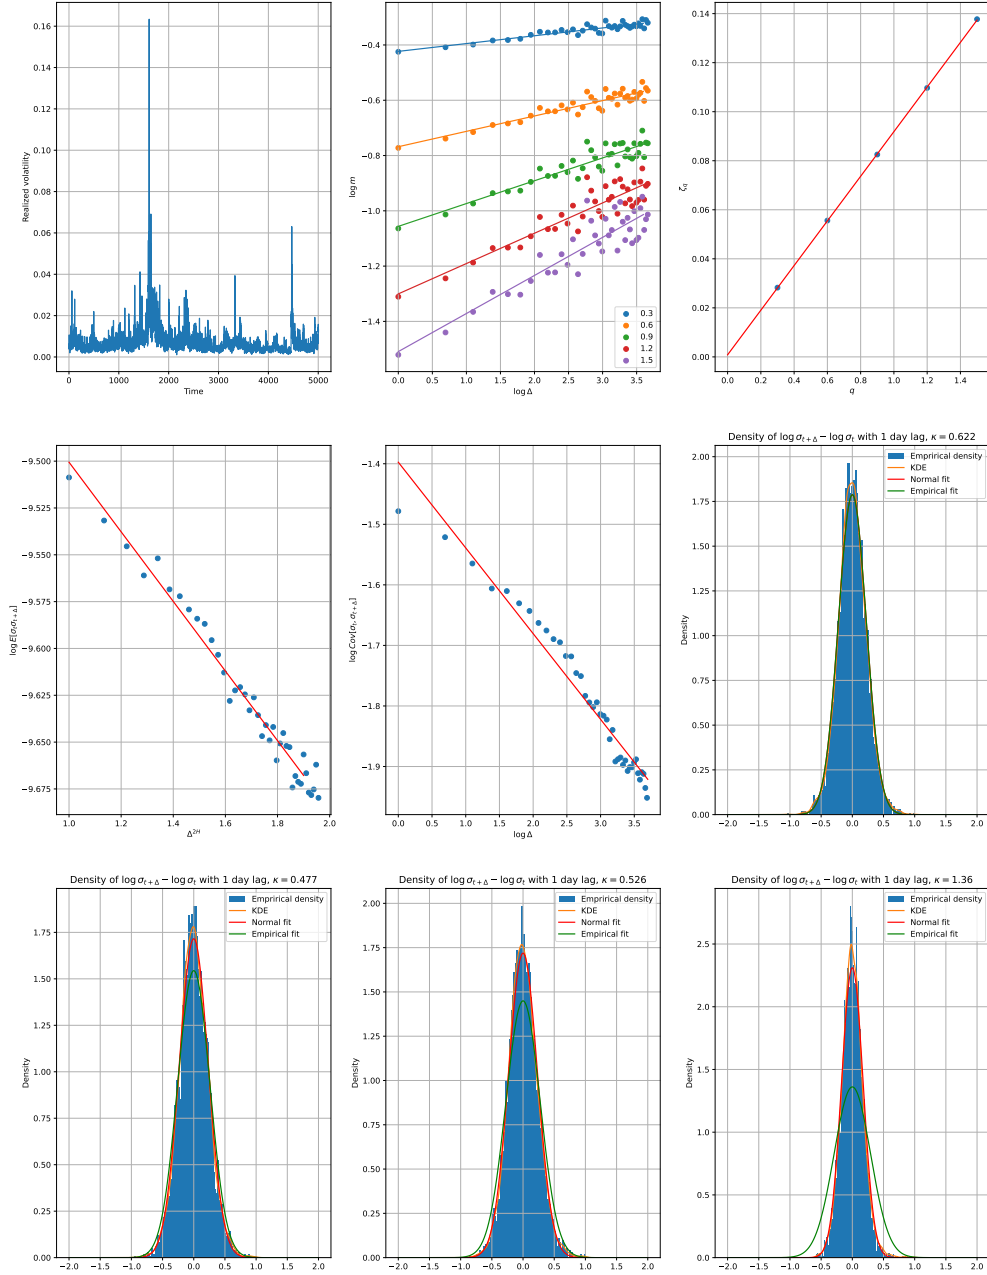 0.16
0.14
0.12
0.10
0.08
0.06
0.04
0.02
0.00
Realized volatility
0 1000 2000 3000 4000 5000
Time
−0.4
−0.6
−0.8
−1.0
−1.2
−1.4
log m
0.3
0.6
0.9
1.2
1.5
0.0 0.5 1.0 1.5 2.0 2.5 3.0 3.5
log Δ
0.14
0.12
0.10
0.08
0.06
0.04
0.02
0.00
ζq
0.0 0.2 0.4 0.6 0.8 1.0 1.2 1.4
q
−9.500
−9.525
−9.550
−9.575
−9.600
−9.625
−9.650
−9.675
log E[σtσt+Δ]
1.0 1.2 1.4 1.6 1.8 2.0
Δ2H
−1.4
−1.5
−1.6
−1.7
−1.8
−1.9
log Cov[σt, σt+Δ]
0.0 0.5 1.0 1.5 2.0 2.5 3.0 3.5
log Δ
Density of log σt+Δ − log σt with 1 day lag, κ = 0.622
Emprirical density
KDE
Normal fit
Empirical fit
2.00
1.75
1.50
1.25
1.00
0.75
0.50
0.25
0.00
Density
−2.0 −1.5 −1.0 −0.5 0.0 0.5 1.0 1.5 2.0
Density of log σt+Δ − log σt with 1 day lag, κ = 0.477
Emprirical density
KDE
Normal fit
Empirical fit
1.75
1.50
1.25
1.00
0.75
0.50
0.25
0.00
Density
−2.0 −1.5 −1.0 −0.5 0.0 0.5 1.0 1.5 2.0
Density of log σt+Δ − log σt with 1 day lag, κ = 0.526
Emprirical density
KDE
Normal fit
Empirical fit
2.00
1.75
1.50
1.25
1.00
0.75
0.50
0.25
0.00
Density
−2.0 −1.5 −1.0 −0.5 0.0 0.5 1.0 1.5 2.0
Density of log σt+Δ − log σt with 1 day lag, κ = 1.36
Emprirical density
KDE
Normal fit
Empirical fit
2.5
2.0
1.5
1.0
0.5
0.0
Density
−2.0 −1.5 −1.0 −0.5 0.0 0.5 1.0 1.5 2.0